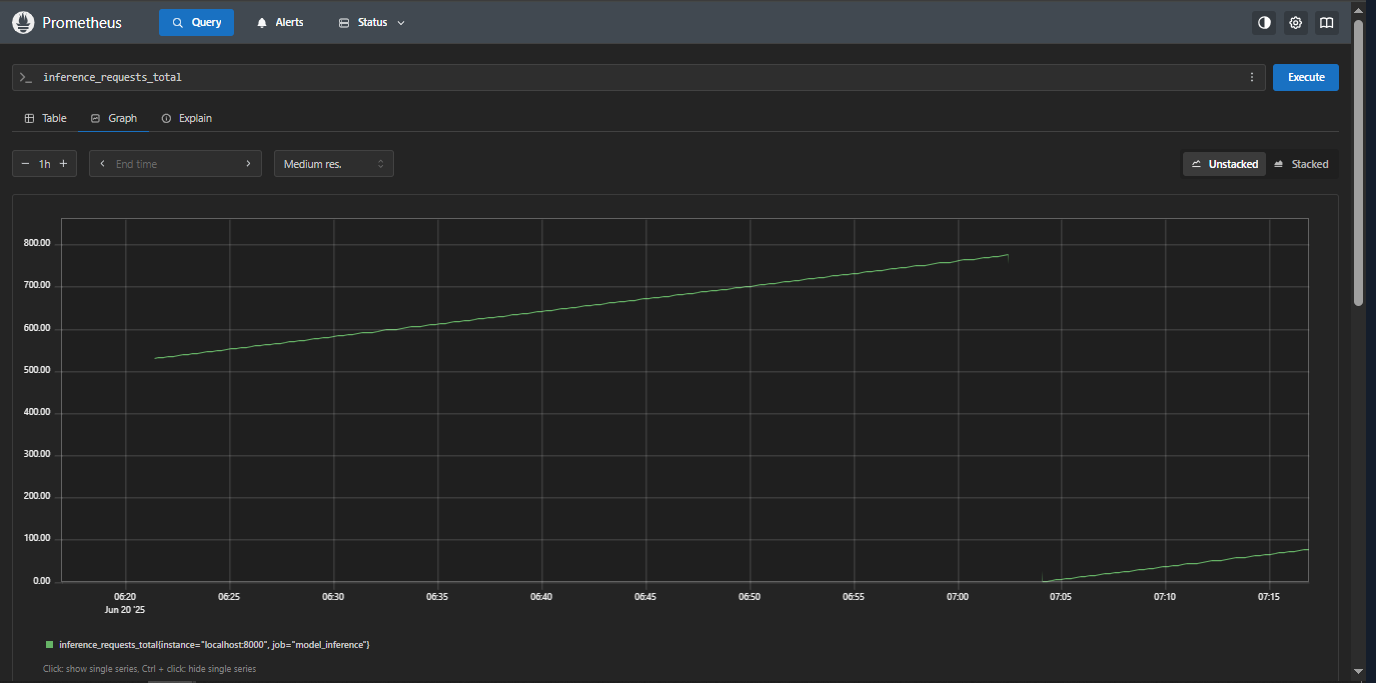 Prometheus Query Alerts Status
>_ inference_requests_total Execute
Table Graph Explain
− 1h + < End time > Medium res. Unstacked Stacked
800.00
700.00
600.00
500.00
400.00
300.00
200.00
100.00
0.00
06:20 06:25 06:30 06:35 06:40 06:45 06:50 06:55 07:00 07:05 07:10 07:15
Jun 20 '25
inference_requests_total{instance="localhost:8000", job="model_inference"}
Click: show single series, Ctrl + click: hide single series